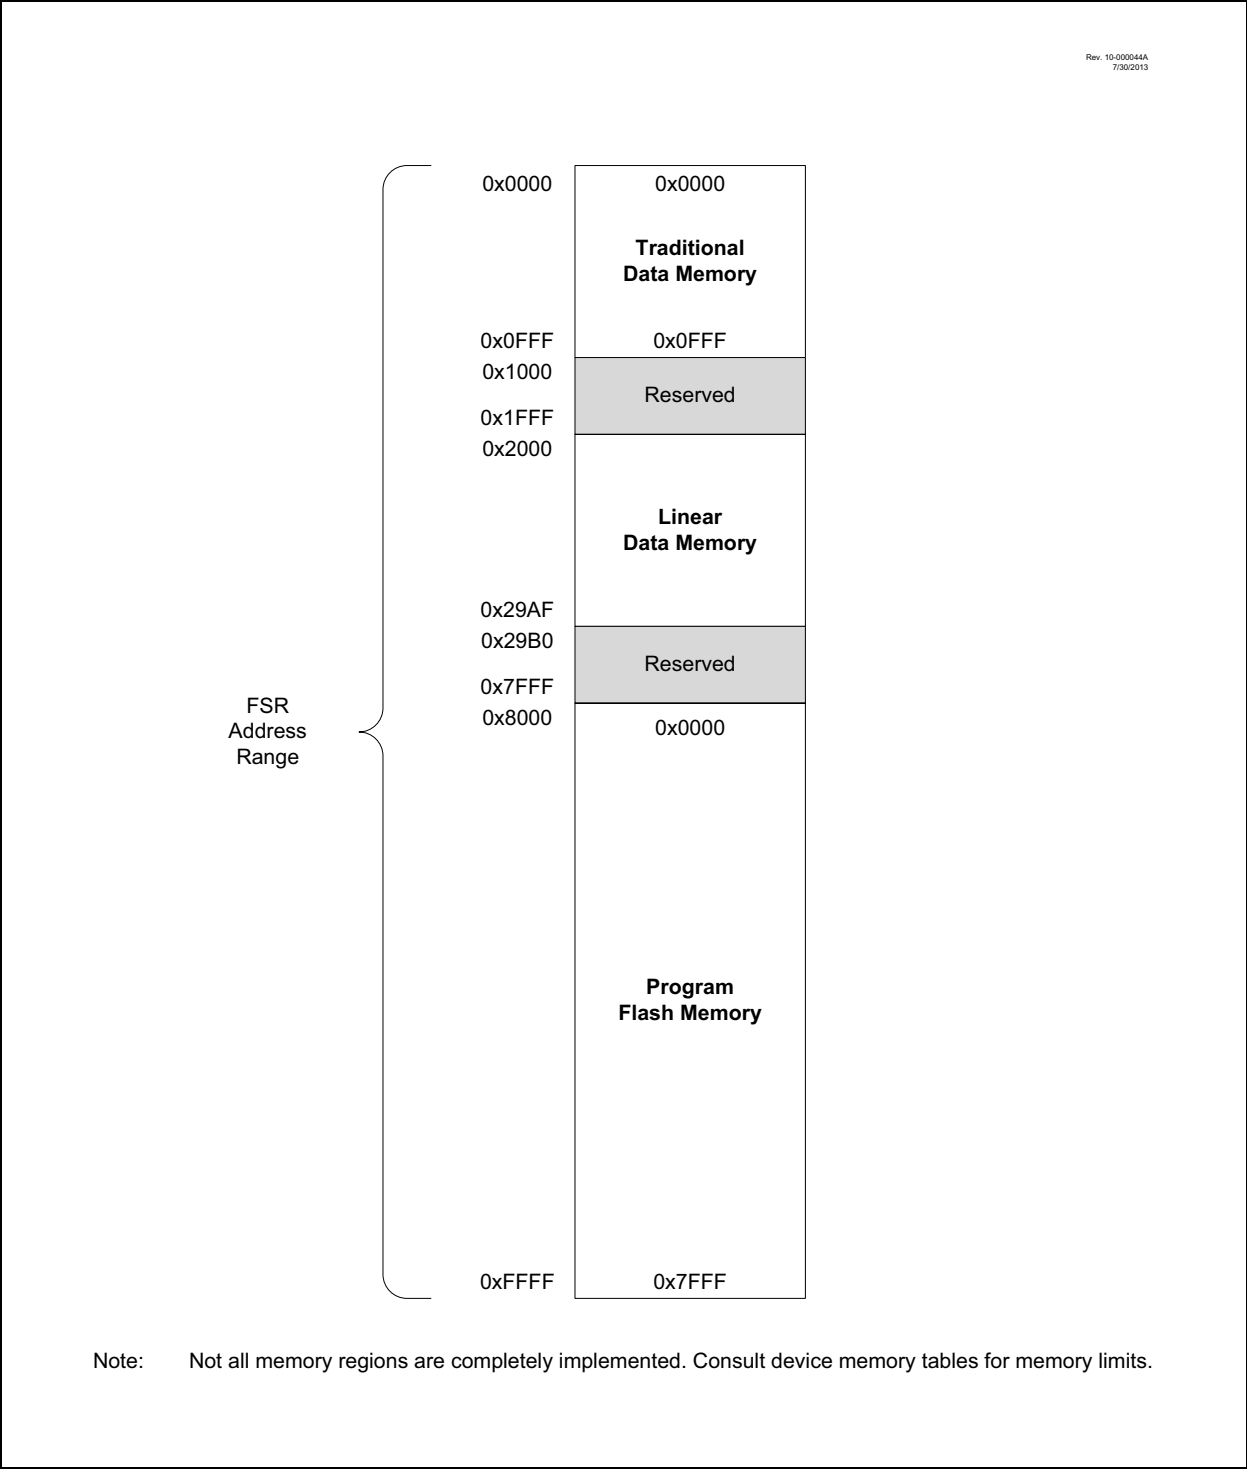 Rev. 10-000044A
7/30/2013
0x0000 0x0000
Traditional
Data Memory
0x0FFF 0x0FFF
0x1000
Reserved
0x1FFF
0x2000
Linear
Data Memory
0x29AF
0x29B0
Reserved
0x7FFF
0x8000
0x0000
FSR
Address
Range
Program
Flash Memory
0xFFFF 0x7FFF
Note: Not all memory regions are completely implemented. Consult device memory tables for memory limits.